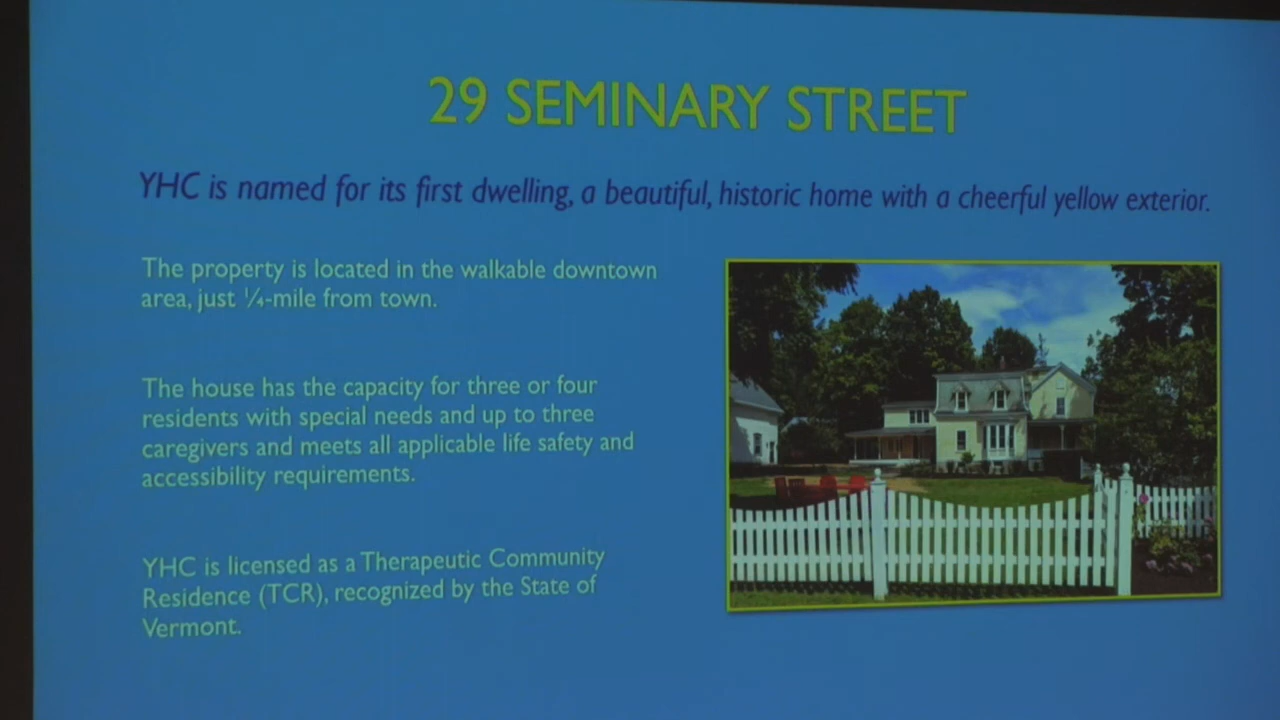 29 SEMINARY STREET
YHC is named for its first dwelling, a beautiful, historic home with a cheerful yellow exterior.
The property is located in the walkable downtown
area, just ¼-mile from town.
The house has the capacity for three or four
residents with special needs and up to three
caregivers and meets all applicable life safety and
accessibility requirements.
YHC is licensed as a Therapeutic Community
Residence (TCR), recognized by the State of
Vermont.